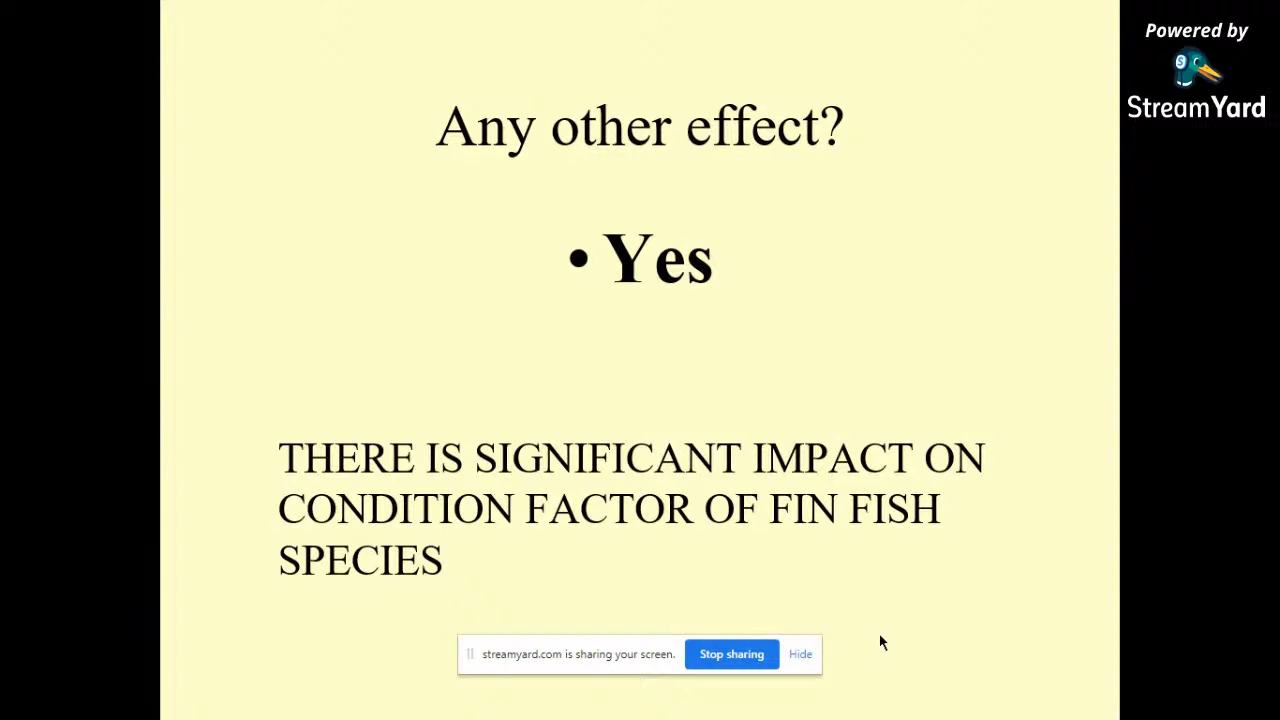 Powered by
StreamYard
Any other effect?
• Yes
THERE IS SIGNIFICANT IMPACT ON
CONDITION FACTOR OF FIN FISH
SPECIES
streamyard.com is sharing your screen. Stop sharing Hide